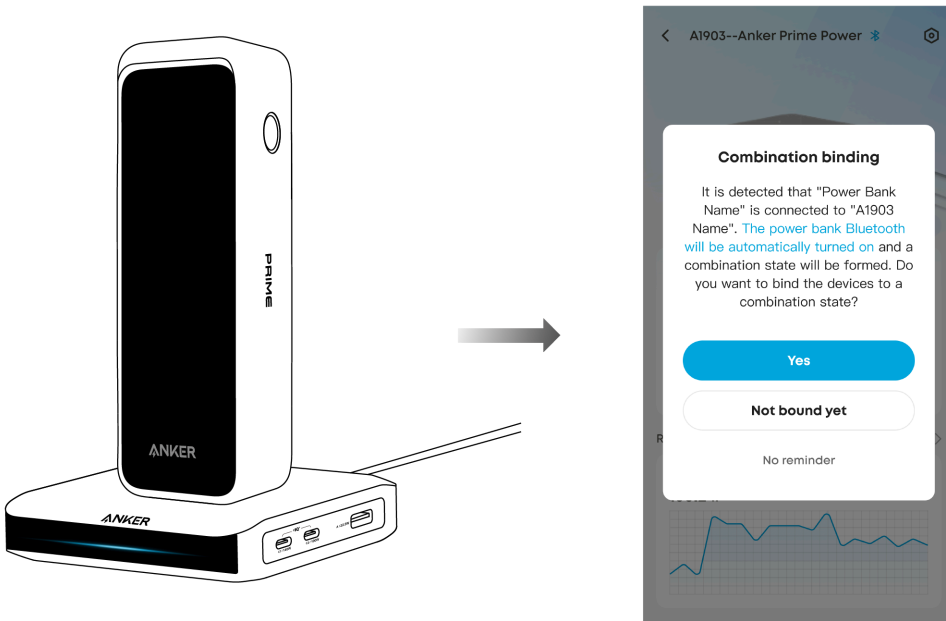 PRIME
ANKER
ANKER
A1903--Anker Prime Power
Combination binding
It is detected that "Power Bank
Name" is connected to "A1903
Name". The power bank Bluetooth
will be automatically turned on and a
combination state will be formed. Do
you want to bind the devices to a
combination state?
Yes
Not bound yet
No reminder